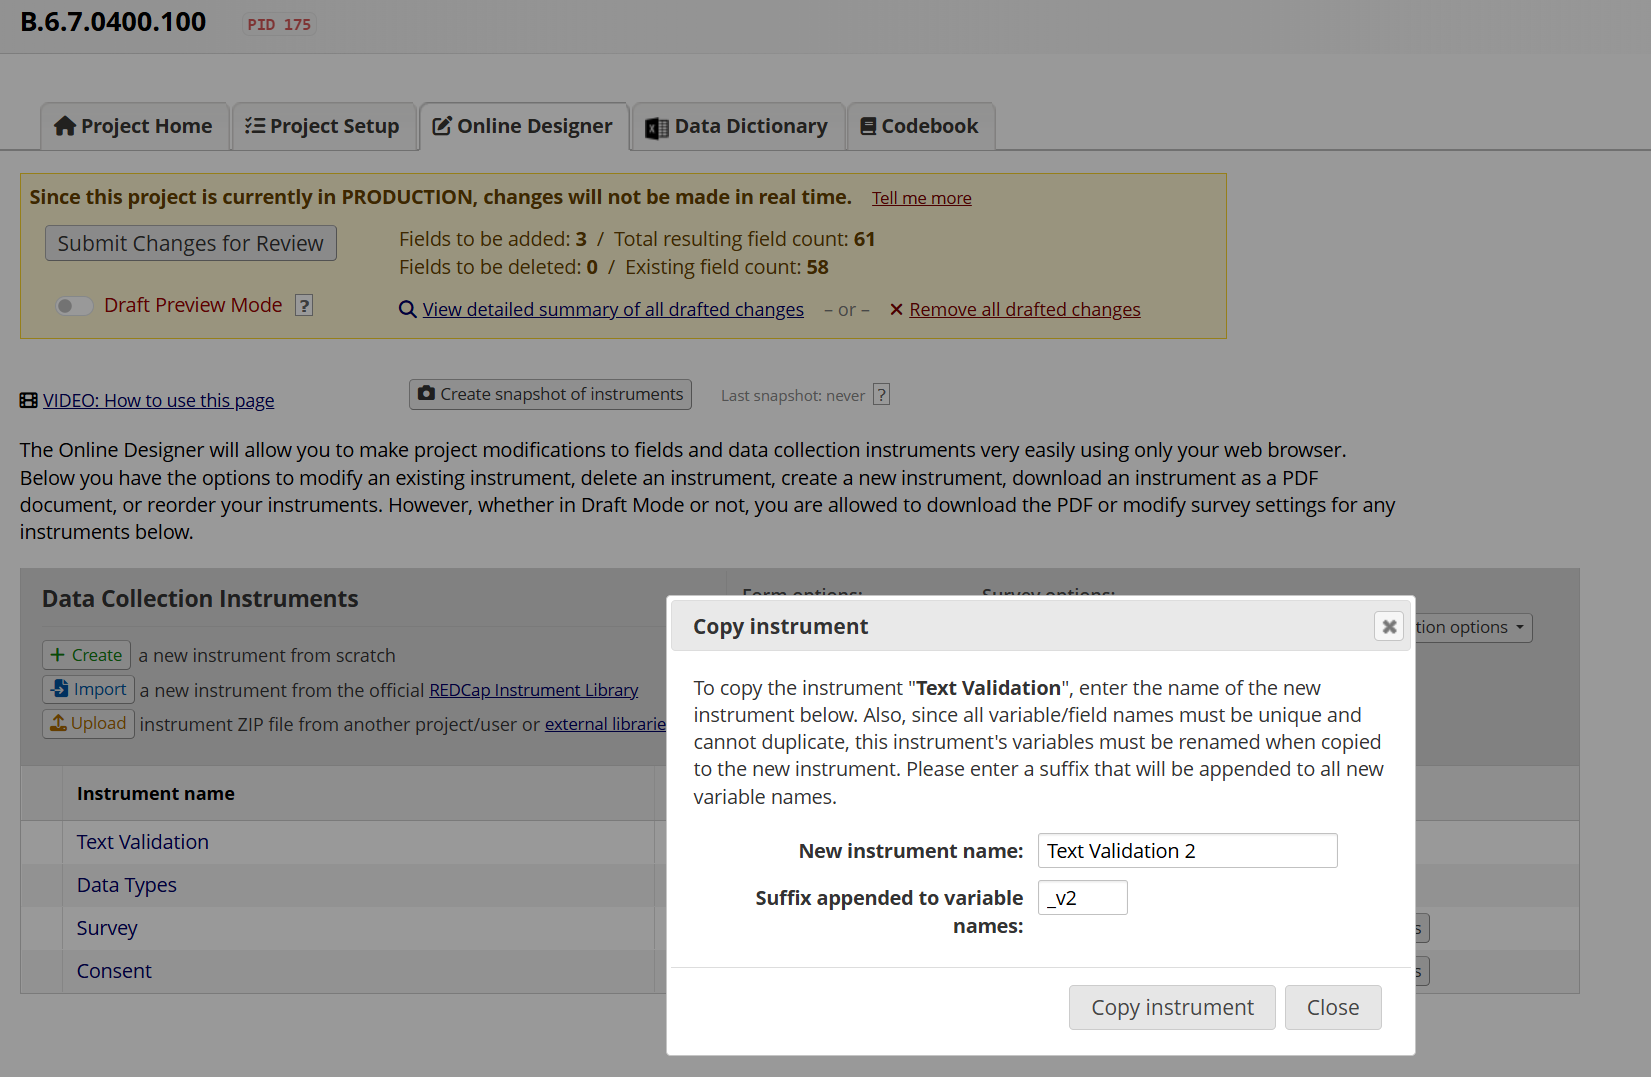 B.6.7.0400.100 PID 175
Project Home Project Setup Online Designer Data Dictionary Codebook
Since this project is currently in PRODUCTION, changes will not be made in real time. Tell me more
Submit Changes for Review
Fields to be added: 3 / Total resulting field count: 61
Fields to be deleted: 0 / Existing field count: 58
Draft Preview Mode ?
View detailed summary of all drafted changes – or – Remove all drafted changes
VIDEO: How to use this page
Create snapshot of instruments
Last snapshot: never ?
The Online Designer will allow you to make project modifications to fields and data collection instruments very easily using only your web browser.
Below you have the options to modify an existing instrument, delete an instrument, create a new instrument, download an instrument as a PDF
document, or reorder your instruments. However, whether in Draft Mode or not, you are allowed to download the PDF or modify survey settings for any
instruments below.
Data Collection Instruments
Form options:
Survey options:
tion options
Create a new instrument from scratch
Import a new instrument from the official REDCap Instrument Library
Upload instrument ZIP file from another project/user or external librarie
Instrument name
Text Validation
Data Types
Survey
s
Consent
s
Copy instrument
To copy the instrument "Text Validation", enter the name of the new
instrument below. Also, since all variable/field names must be unique and
cannot duplicate, this instrument's variables must be renamed when copied
to the new instrument. Please enter a suffix that will be appended to all new
variable names.
New instrument name: Text Validation 2
Suffix appended to variable
names:
_v2
Copy instrument
Close